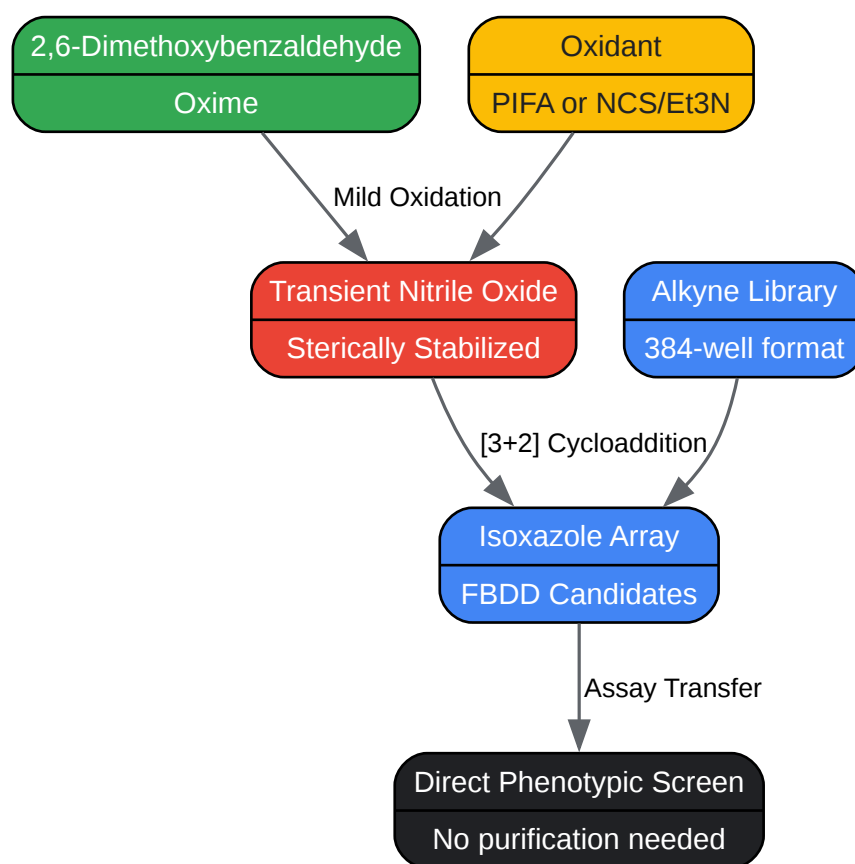 2,6-Dimethoxybenzaldehyde
Oxime
Oxidant
PIFA or NCS/Et3N
Mild Oxidation
Transient Nitrile Oxide
Sterically Stabilized
Alkyne Library
384-well format
[3+2] Cycloaddition
Isoxazole Array
FBDD Candidates
Assay Transfer
Direct Phenotypic Screen
No purification needed